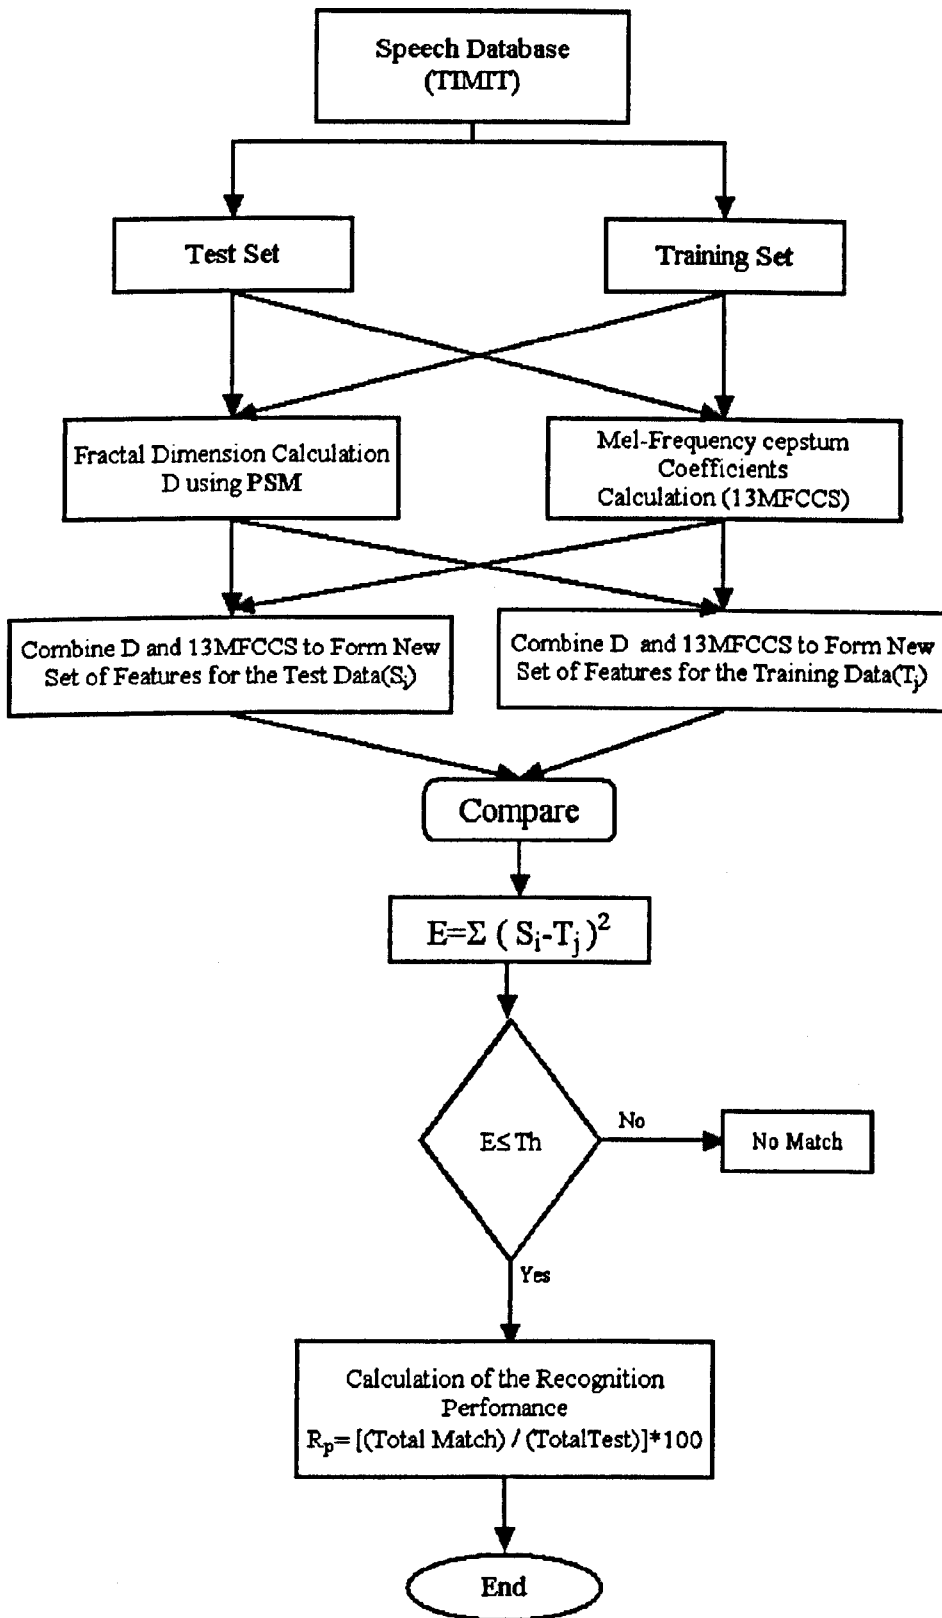 Speech Database
(TIMIT)
Test Set
Training Set
Fractal Dimension Calculation
D using PSM
Mel-Frequency cepstum
Coefficients
Calculation (13MFCCS)
Combine D and 13MFCCS to Form New
Set of Features for the Test Data(Si)
Combine D and 13MFCCS to Form New
Set of Features for the Training Data(Tj)
Compare
E=Σ ( Si-Tj )²
E≤Th
No
No Match
Yes
Calculation of the Recognition
Perfomance
Rp= [(Total Match) / (TotalTest)]*100
End